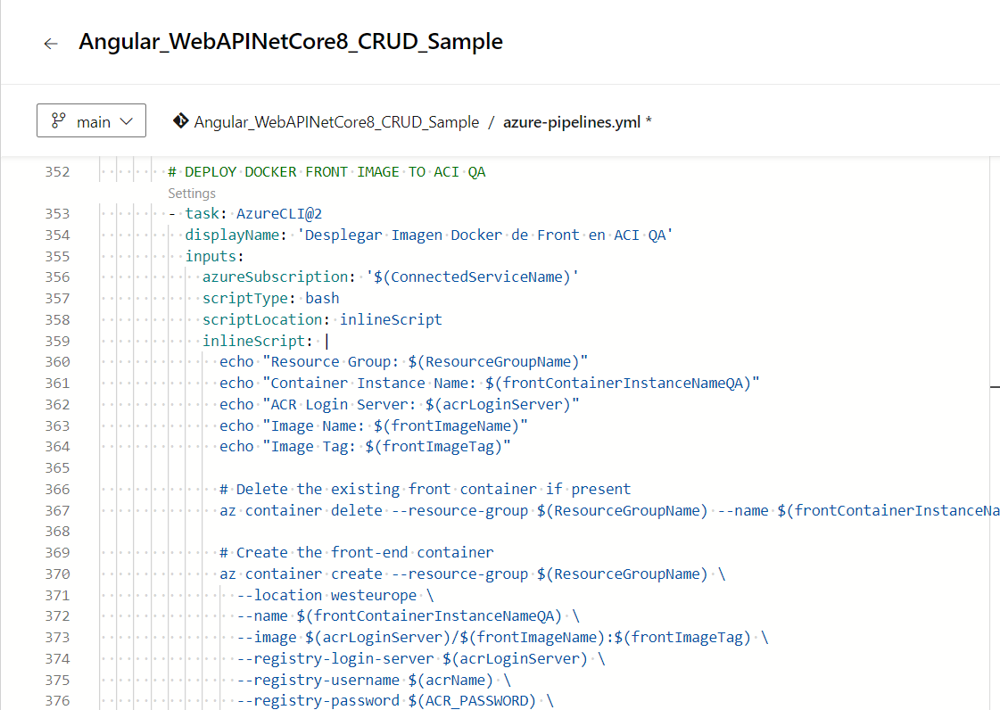 Angular_WebAPINetCore8_CRUD_Sample
main
Angular_WebAPINetCore8_CRUD_Sample / azure-pipelines.yml *
352 # DEPLOY DOCKER FRONT IMAGE TO ACI QA
Settings
353 - task: AzureCLI@2
354 displayName: 'Desplegar Imagen Docker de Front en ACI QA'
355 inputs:
356 azureSubscription: '$(ConnectedServiceName)'
357 scriptType: bash
358 scriptLocation: inlineScript
359 inlineScript: |
360 echo "Resource Group: $(ResourceGroupName)"
361 echo "Container Instance Name: $(frontContainerInstanceNameQA)"
362 echo "ACR Login Server: $(acrLoginServer)"
363 echo "Image Name: $(frontImageName)"
364 echo "Image Tag: $(frontImageTag)"
365
366 # Delete the existing front container if present
367 az container delete --resource-group $(ResourceGroupName) --name $(frontContainerInstanceNa
368
369 # Create the front-end container
370 az container create --resource-group $(ResourceGroupName) \
371 --location westeurope \
372 --name $(frontContainerInstanceNameQA) \
373 --image $(acrLoginServer)/$(frontImageName):$(frontImageTag) \
374 --registry-login-server $(acrLoginServer) \
375 --registry-username $(acrName) \
376 --registry-password $(ACR_PASSWORD) \